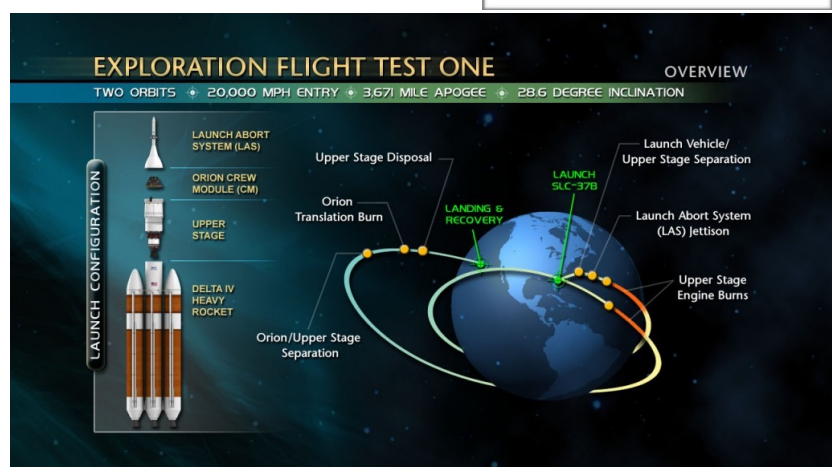 EXPLORATION FLIGHT TEST ONE
OVERVIEW
TWO ORBITS 20,000 MPH ENTRY 3,671 MILE APOGEE 28.6 DEGREE INCLINATION
LAUNCH CONFIGURATION
LAUNCH ABORT
SYSTEM (LAS)
ORION CREW
MODULE (CM)
UPPER
STAGE
DELTA IV
HEAVY
ROCKET
Upper Stage Disposal
Orion
Translation Burn
Orion/Upper Stage
Separation
LANDING &
RECOVERY
LAUNCH
SLC-37B
Launch Vehicle/
Upper Stage Separation
Launch Abort System
(LAS) Jettison
Upper Stage
Engine Burns